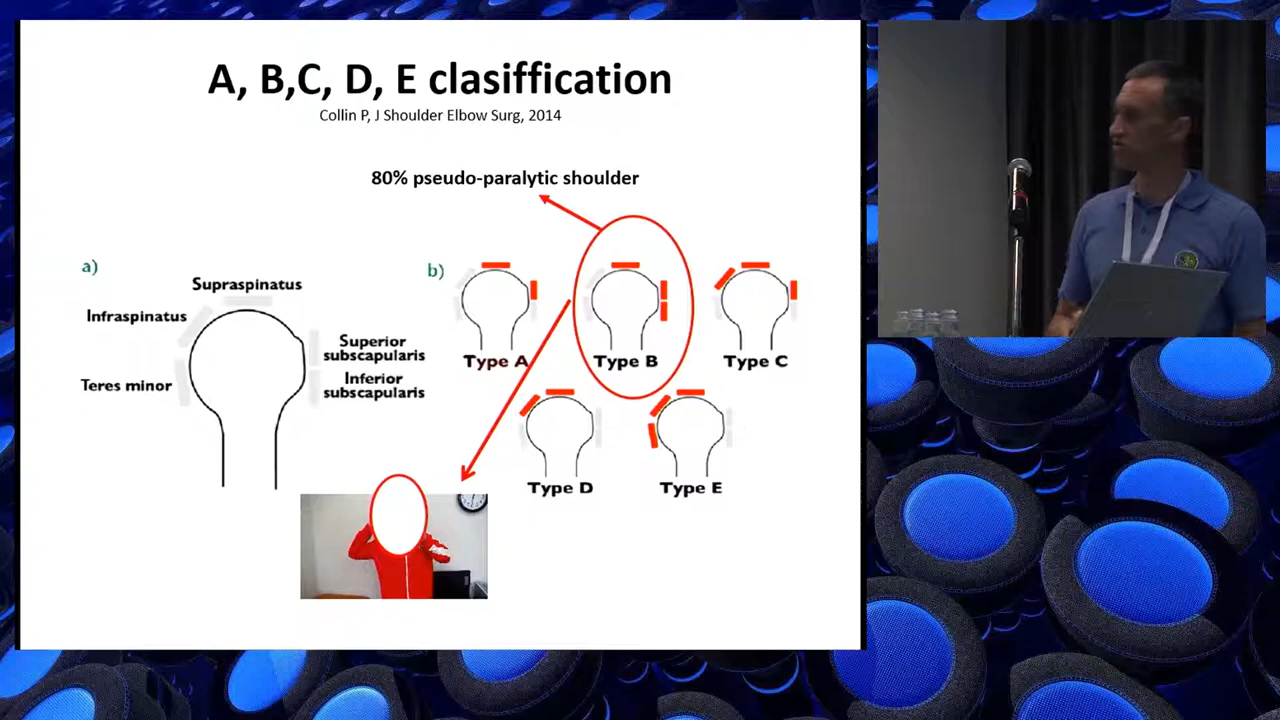 A, B,C, D, E clasiffication
Collin P, J Shoulder Elbow Surg, 2014
80% pseudo-paralytic shoulder
a)
Supraspinatus
Infraspinatus
Superior
subscapularis
Teres minor
Inferior
subscapularis
b)
Type A
Type B
Type C
Type D
Type E